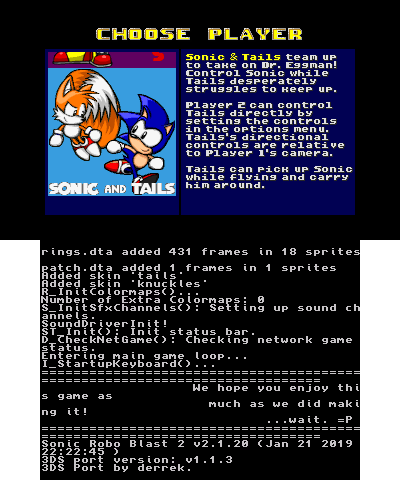 CHOOSE PLAYER
S
SONIC AND TAILS
Sonic & Tails team up
to take on Dr. Eggman!
Control Sonic while
Tails desperately
struggles to keep up.
Player 2 can control
Tails directly by
setting the controls
in the options menu.
Tails's directional
controls are relative
to Player 1's camera.
Tails can pick up Sonic
while flying and carry
him around.
rings.dta added 431 frames in 18 sprites
patch.dta added 1 frames in 1 sprites
Added skin 'tails'
Added skin 'knuckles'
R_InitColormaps()...
Number of Extra Colormaps: 0
S_InitSfxChannels(): Setting up sound ch
annels.
SoundDriverInit!
ST_Init(): Init status bar.
D_CheckNetGame(): Checking network game
status.
Entering main game loop...
I_StartupKeyboard()...
========================================
===================================
We hope you enjoy thi
s game as
much as we did maki
ng it!
...wait. =P
========================================
===================================
Sonic Robo Blast 2 v2.1.20 (Jan 21 2019
22:22:45 )
3DS port version: v1.1.3
3DS Port by derrek.